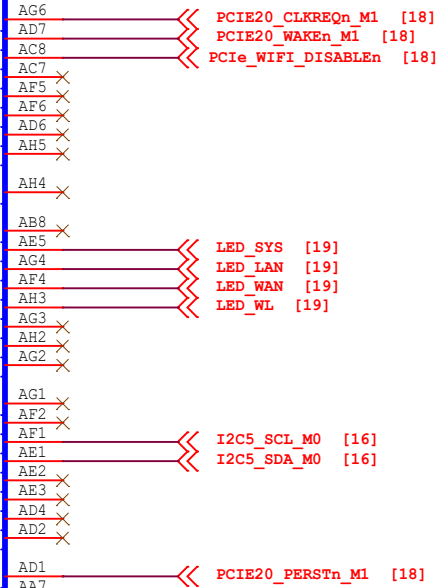 AG6 PCIE20_CLKREQn_M1 [18]
AD7 PCIE20_WAKEn_M1 [18]
AC8 PCIe_WIFI_DISABLEn [18]
AC7
AF5
AF6
AD6
AH5
AH4
AB8
AE5 LED_SYS [19]
AG4 LED_LAN [19]
AF4 LED_WAN [19]
AH3 LED_WL [19]
AG3
AH2
AG2
AG1
AF2
AF1 I2C5_SCL_M0 [16]
AE1 I2C5_SDA_M0 [16]
AE2
AE3
AD4
AD2
AD1 PCIE20_PERSTn_M1 [18]
AA7